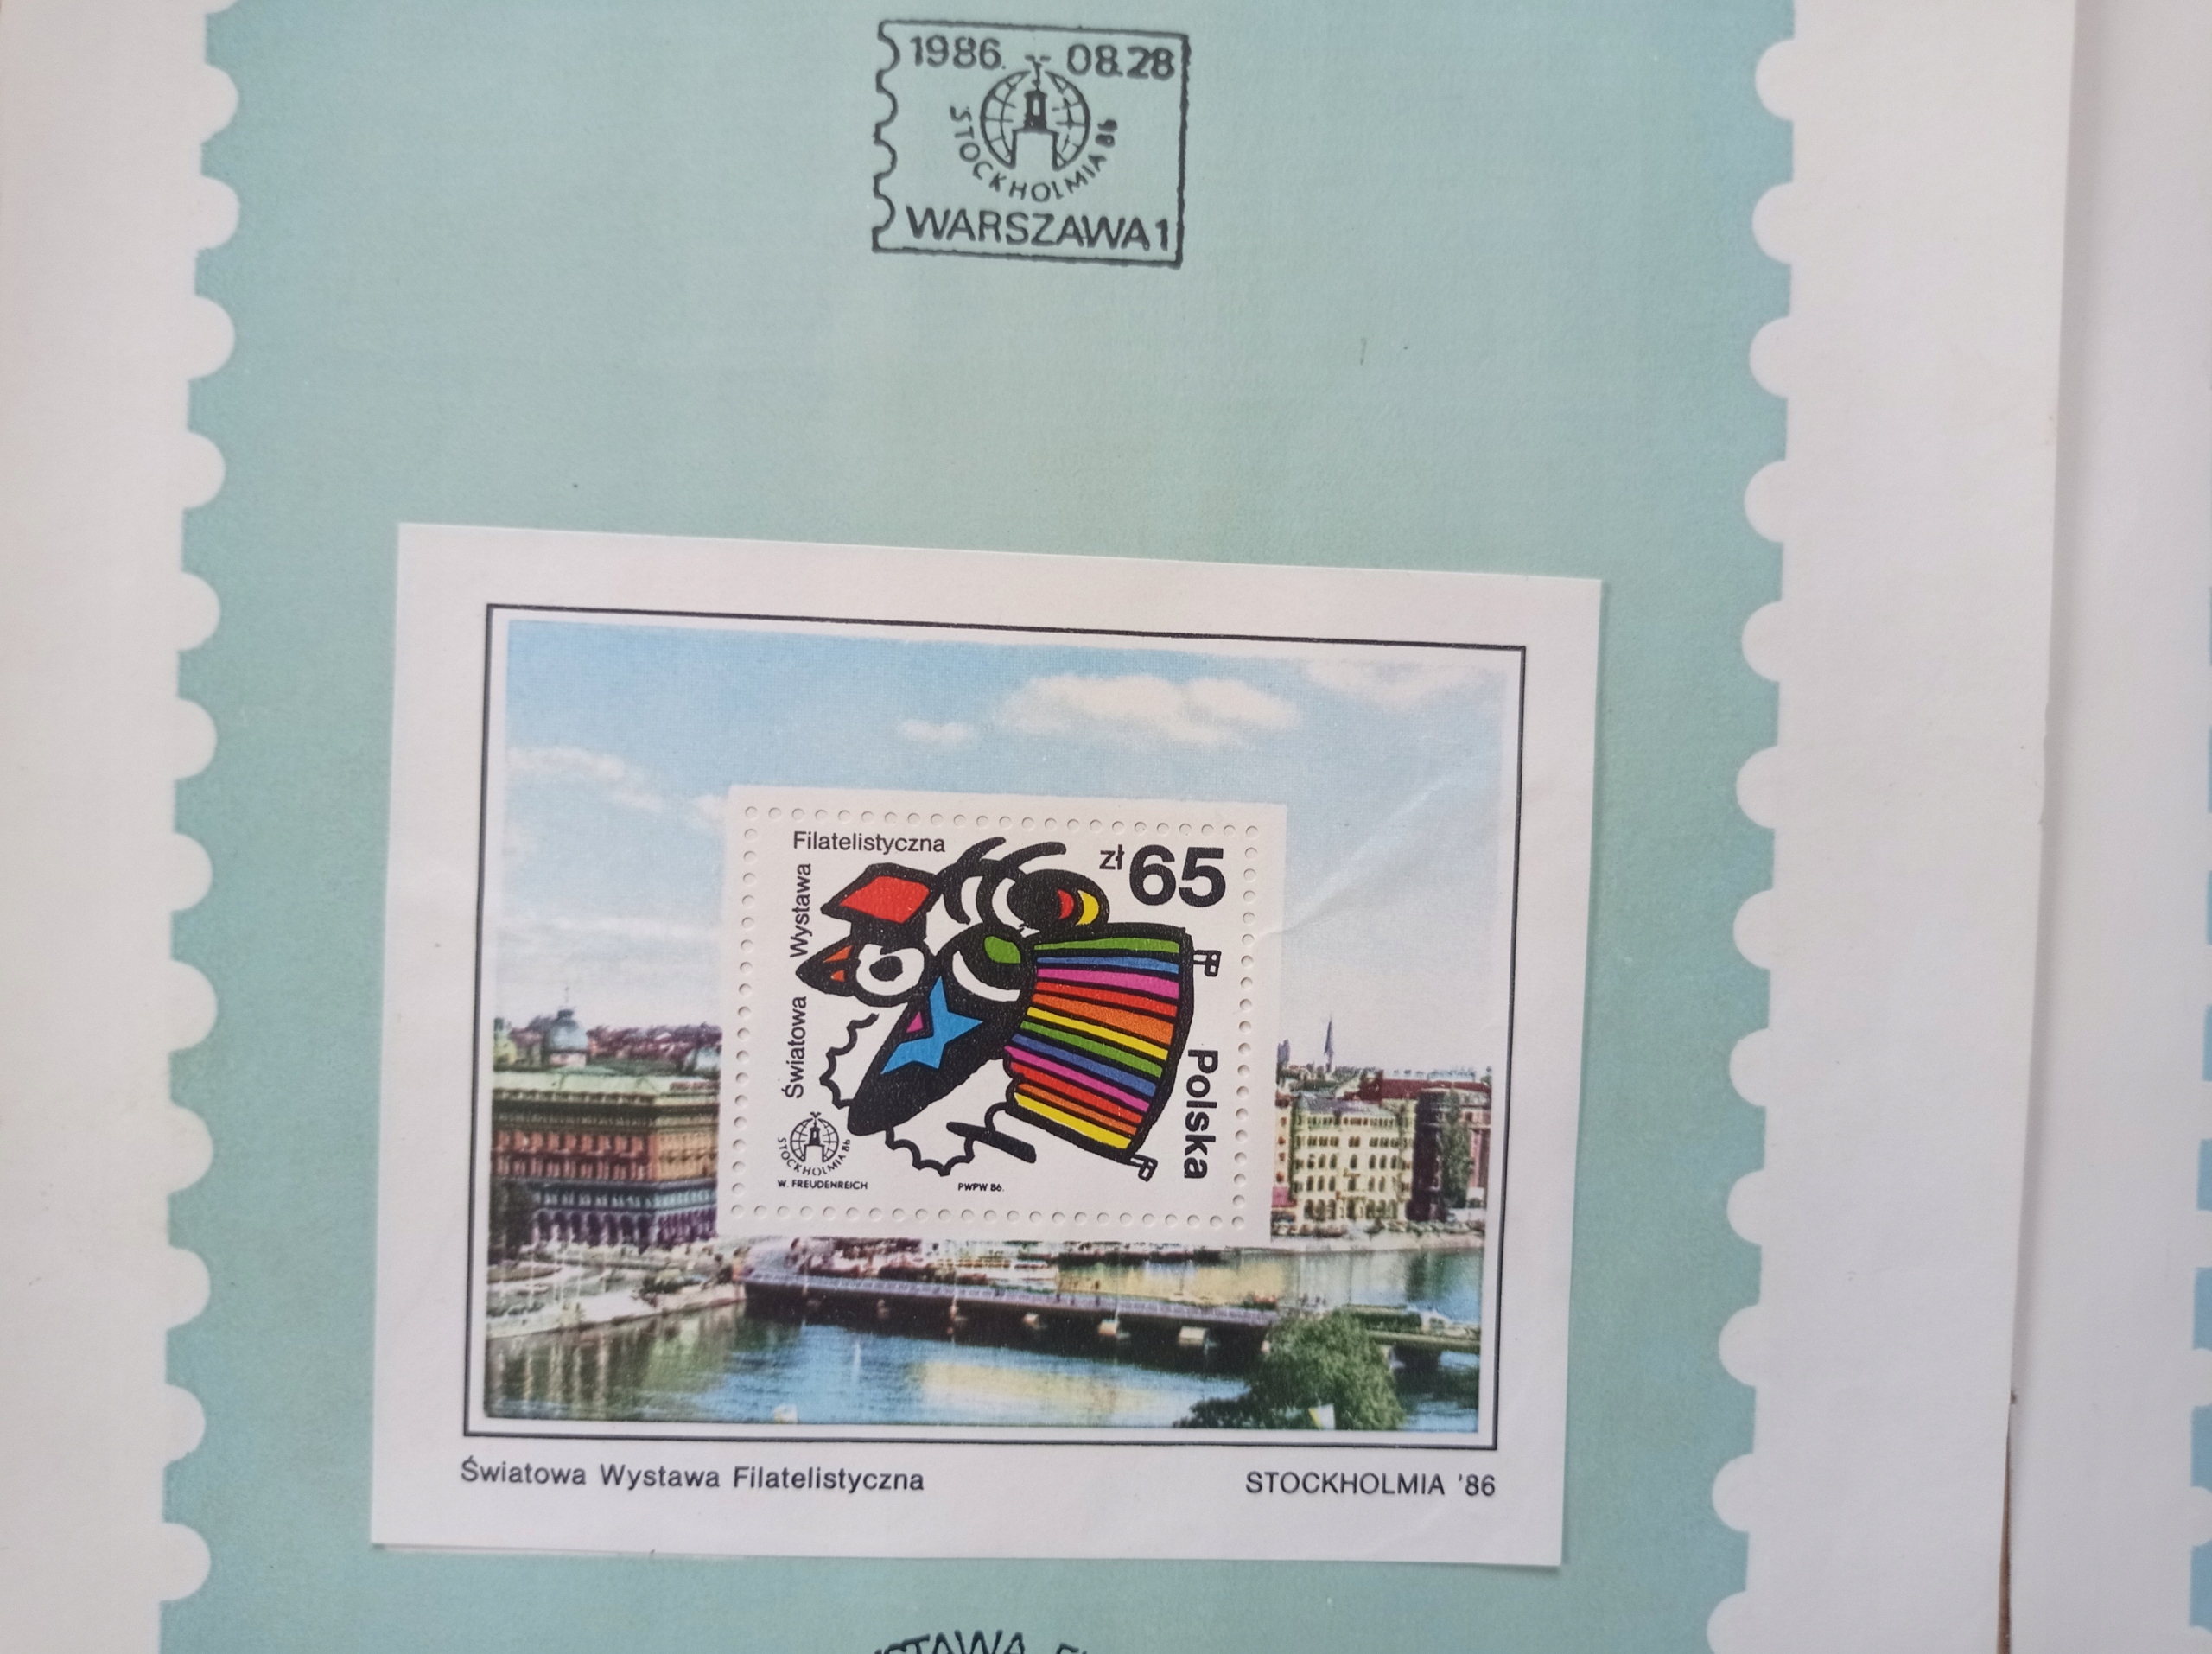 1986. 08.28
STOCKHOLMIA 86
WARSZAWA 1
Filatelistyczna
Światowa Wystawa
zł 65
Polska
STOCKHOLMIA 86
W. FREUDENREICH
PWPW 86.
Światowa Wystawa Filatelistyczna
STOCKHOLMIA '86